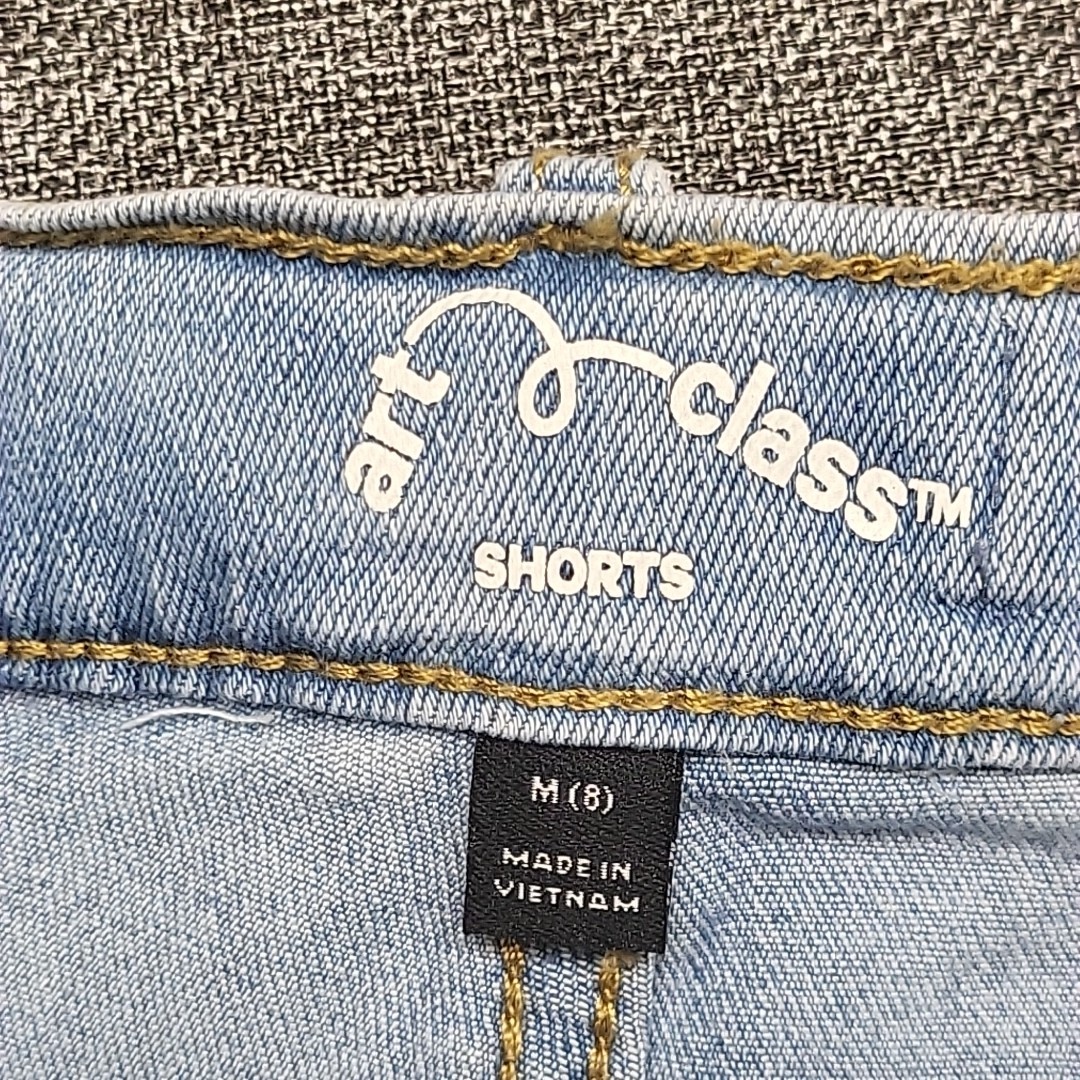 art class™
SHORTS
M (8)
MADE IN
VIETNAM